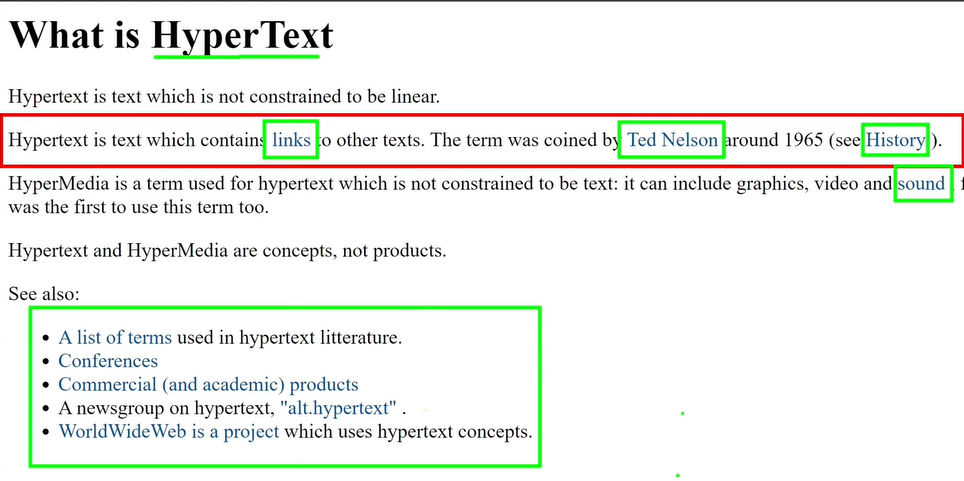 What is HyperText
Hypertext is text which is not constrained to be linear.
Hypertext is text which contains links to other texts. The term was coined by Ted Nelson around 1965 (see History ).
HyperMedia is a term used for hypertext which is not constrained to be text: it can include graphics, video and sound ,
was the first to use this term too.
Hypertext and HyperMedia are concepts, not products.
See also:
• A list of terms used in hypertext litterature.
• Conferences
• Commercial (and academic) products
• A newsgroup on hypertext, "alt.hypertext" .
• WorldWideWeb is a project which uses hypertext concepts.